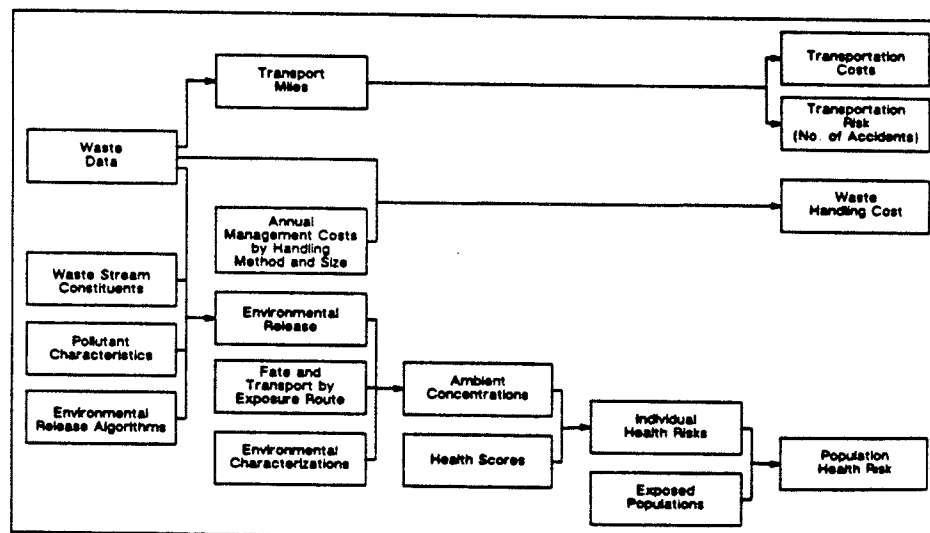 Transport
Miles
Transportation
Costs
Transportation
Risk
(No. of Accidents)
Waste
Data
Waste
Handling Cost
Annual
Management Costs
by Handling
Method and Size
Waste Stream
Constituents
Environmental
Release
Pollutant
Characteristics
Fate and
Transport by
Exposure Route
Ambient
Concentrations
Environmental
Release Algorithms
Individual
Health Risks
Environmental
Characterizations
Health Scores
Population
Health Risk
Exposed
Populations